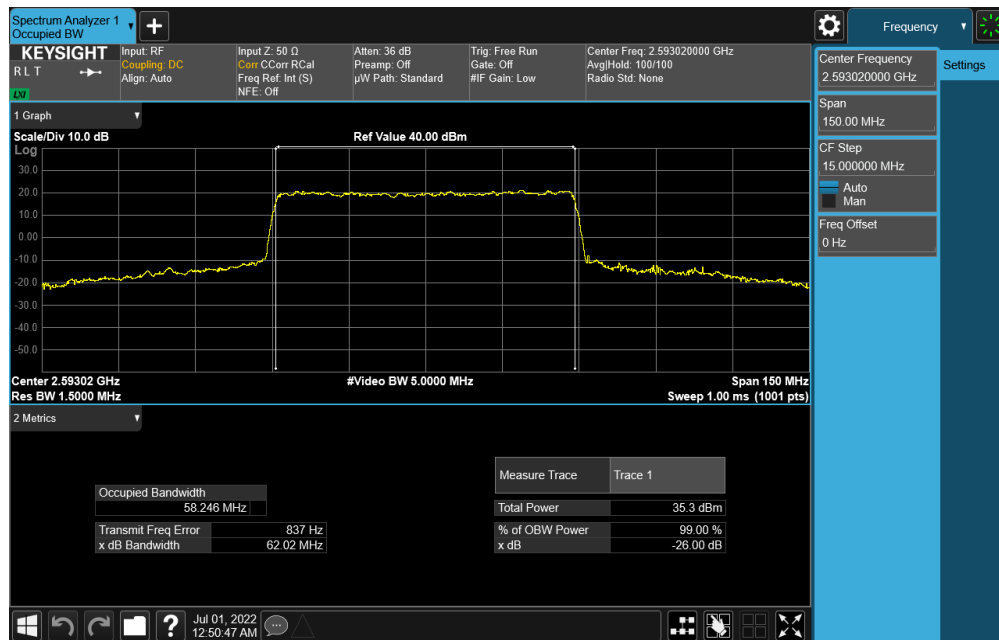 Spectrum Analyzer 1
Occupied BW
Frequency
KEYSIGHT
R L T
LXI
Input: RF
Coupling: DC
Align: Auto
Input Z: 50 Ω
Corr CCorr RCal
Freq Ref: Int (S)
NFE: Off
Atten: 36 dB
Preamp: Off
µW Path: Standard
Trig: Free Run
Gate: Off
#IF Gain: Low
Center Freq: 2.593020000 GHz
Avg|Hold: 100/100
Radio Std: None
Center Frequency
2.593020000 GHz
Settings
Span
150.00 MHz
CF Step
15.000000 MHz
Auto
Man
Freq Offset
0 Hz
1 Graph
Scale/Div 10.0 dB
Ref Value 40.00 dBm
Log
30.0
20.0
10.0
0.00
-10.0
-20.0
-30.0
-40.0
-50.0
Center 2.59302 GHz
#Video BW 5.0000 MHz
Span 150 MHz
Res BW 1.5000 MHz
Sweep 1.00 ms (1001 pts)
2 Metrics
Measure Trace Trace 1
Occupied Bandwidth
58.246 MHz
Total Power 35.3 dBm
Transmit Freq Error 837 Hz
% of OBW Power 99.00 %
x dB Bandwidth 62.02 MHz
x dB -26.00 dB
Jul 01, 2022
12:50:47 AM